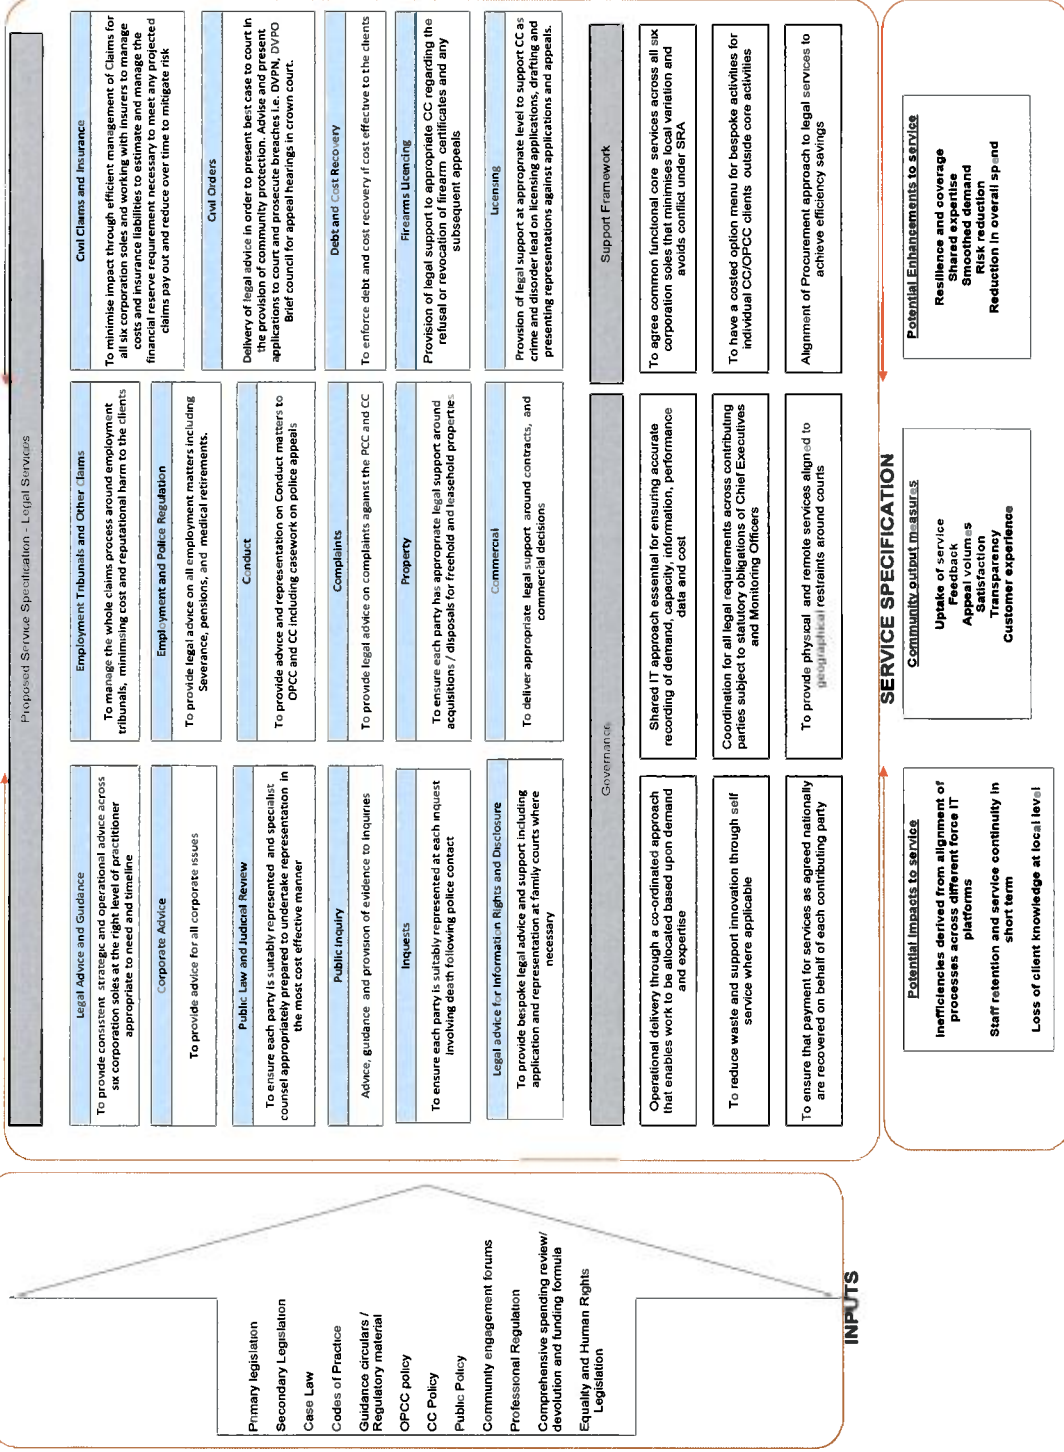 Primary legislation
Secondary Legislation
Case Law
Codes of Practice
Guidance circulars /
Regulatory material
OPCC policy
CC Policy
Public Policy
Community engagement forums
Professional Regulation
Comprehensive spending review/
devolution and funding formula
Equality and Human Rights
Legislation
INPUTS
Proposed Service Specification - Legal Services
Legal Advice and Guidance
To provide consistent strategic and operational advice across
six corporation soles at the right level of practitioner
appropriate to need and timeline
Corporate Advice
To provide advice for all corporate issues
Public Law and Judicial Review
To ensure each party is suitably represented and specialist
counsel appropriately prepared to undertake representation in
the most cost effective manner
Public Inquiry
Advice, guidance and provision of evidence to Inquiries
Inquests
To ensure each party is suitably represented at each inquest
involving death following police contact
Legal advice for Information Rights and Disclosure
To provide bespoke legal advice and support including
application and representation at family courts where
necessary
Employment Tribunals and Other Claims
To manage the whole claims process around employment
tribunals, minimising cost and reputational harm to the clients
Employment and Police Regulation
To provide legal advice on all employment matters including
Severance, pensions, and medical retirements.
Conduct
To provide advice and representation on Conduct matters to
OPCC and CC including casework on police appeals
Complaints
To provide legal advice on complaints against the PCC and CC
Property
To ensure each party has appropriate legal support around
acquisitions / disposals for freehold and leasehold properties
Commercial
To deliver appropriate legal support around contracts, and
commercial decisions
Civil Claims and Insurance
To minimise impact through efficient management of Claims for
all six corporation soles and working with insurers to manage
costs and insurance liabilities to estimate and manage the
financial reserve requirement necessary to meet any projected
claims pay out and reduce over time to mitigate risk
Civil Orders
Delivery of legal advice in order to present best case to court in
the provision of community protection. Advise and present
applications to court and prosecute breaches i.e. DVPN, DVPO
Brief council for appeal hearings in crown court.
Debt and Cost Recovery
To enforce debt and cost recovery if cost effective to the clients
Firearms Licencing
Provision of legal support to appropriate CC regarding the
refusal or revocation of firearm certificates and any
subsequent appeals
Licensing
Provision of legal support at appropriate level to support CC as
crime and disorder lead on licensing applications, drafting and
presenting representations against applications and appeals.
Governance
Operational delivery through a co-ordinated approach
that enables work to be allocated based upon demand
and expertise
To reduce waste and support innovation through self
service where applicable
To ensure that payment for services as agreed nationally
are recovered on behalf of each contributing party
Shared IT approach essential for ensuring accurate
recording of demand, capacity, information, performance
data and cost
Coordination for all legal requirements across contributing
parties subject to statutory obligations of Chief Executives
and Monitoring Officers
To provide physical and remote services aligned to
geographical restraints around courts
Support Framework
To agree common functional core services across all six
corporation soles that minimises local variation and
avoids conflict under SRA
To have a costed option menu for bespoke activities for
individual CC/OPCC clients outside core activities
Alignment of Procurement approach to legal services to
achieve efficiency savings
SERVICE SPECIFICATION
Potential Impacts to service
Inefficiencies derived from alignment of
processes across different force IT
platforms
Staff retention and service continuity in
short term
Loss of client knowledge at local level
Community output measures
Uptake of service
Feedback
Appeal volumes
Satisfaction
Transparency
Customer experience
Potential Enhancements to service
Resilience and coverage
Shared expertise
Smoothed demand
Risk reduction
Reduction in overall spend